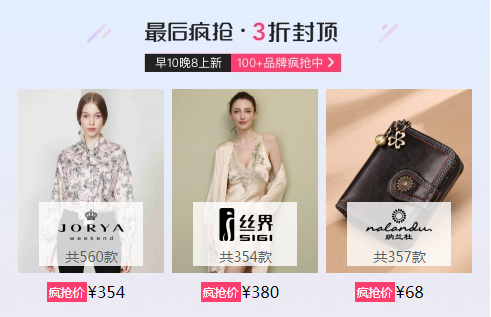 最后疯抢·3折封顶
早10晚8上新 100+品牌疯抢中 >
JORYA
weekend
共560款
疯抢价¥354
丝界
SIGI
共354款
疯抢价¥380
nalandu.
纳兰杜
共357款
疯抢价¥68